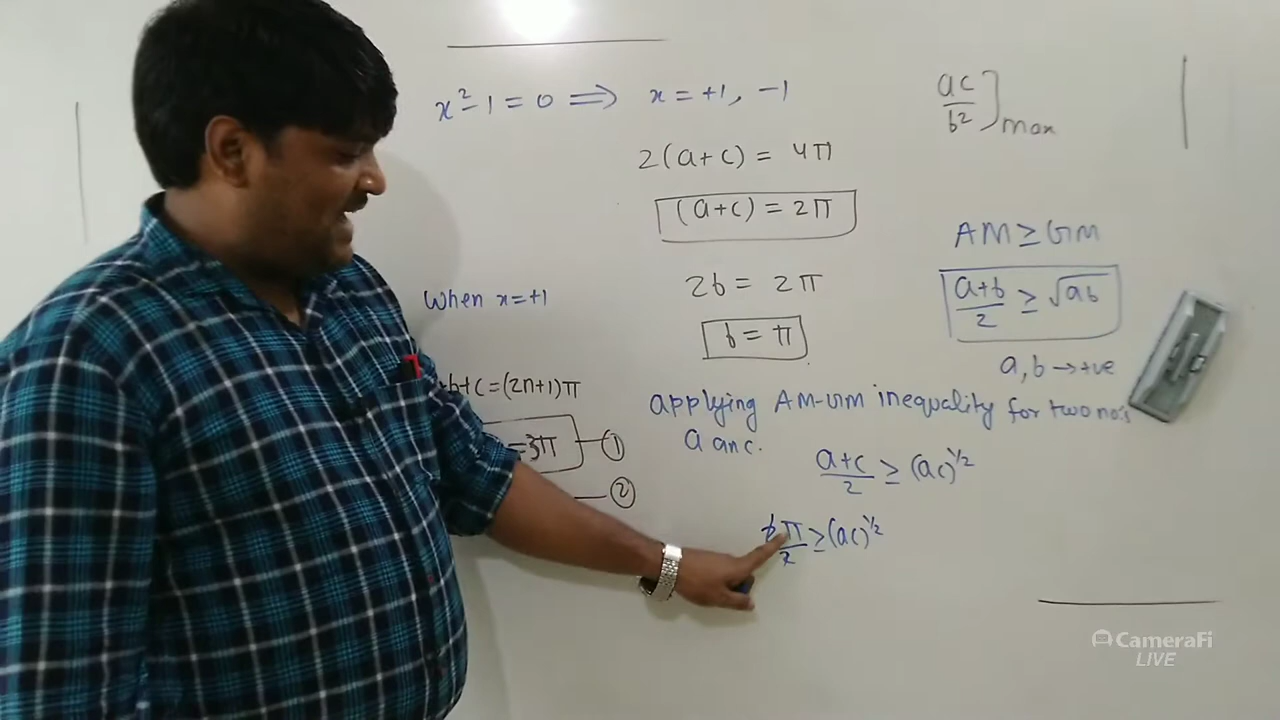 x² - 1 = 0 ⟹ x = +1, -1
2(a+c) = 4π
(a+c) = 2π
2b = 2π
b = π
When x = +1
+b+c = (2n+1)π
= 3π ①
②
applying AM-GM inequality for two no's
a anc.
(a+c)/2 ≥ (ac)^1/2
2π/2 ≥ (ac)^1/2
ac/b² ]max
AM ≥ GM
(a+b)/2 ≥ √ab
a, b → +ve
CameraFi
LIVE